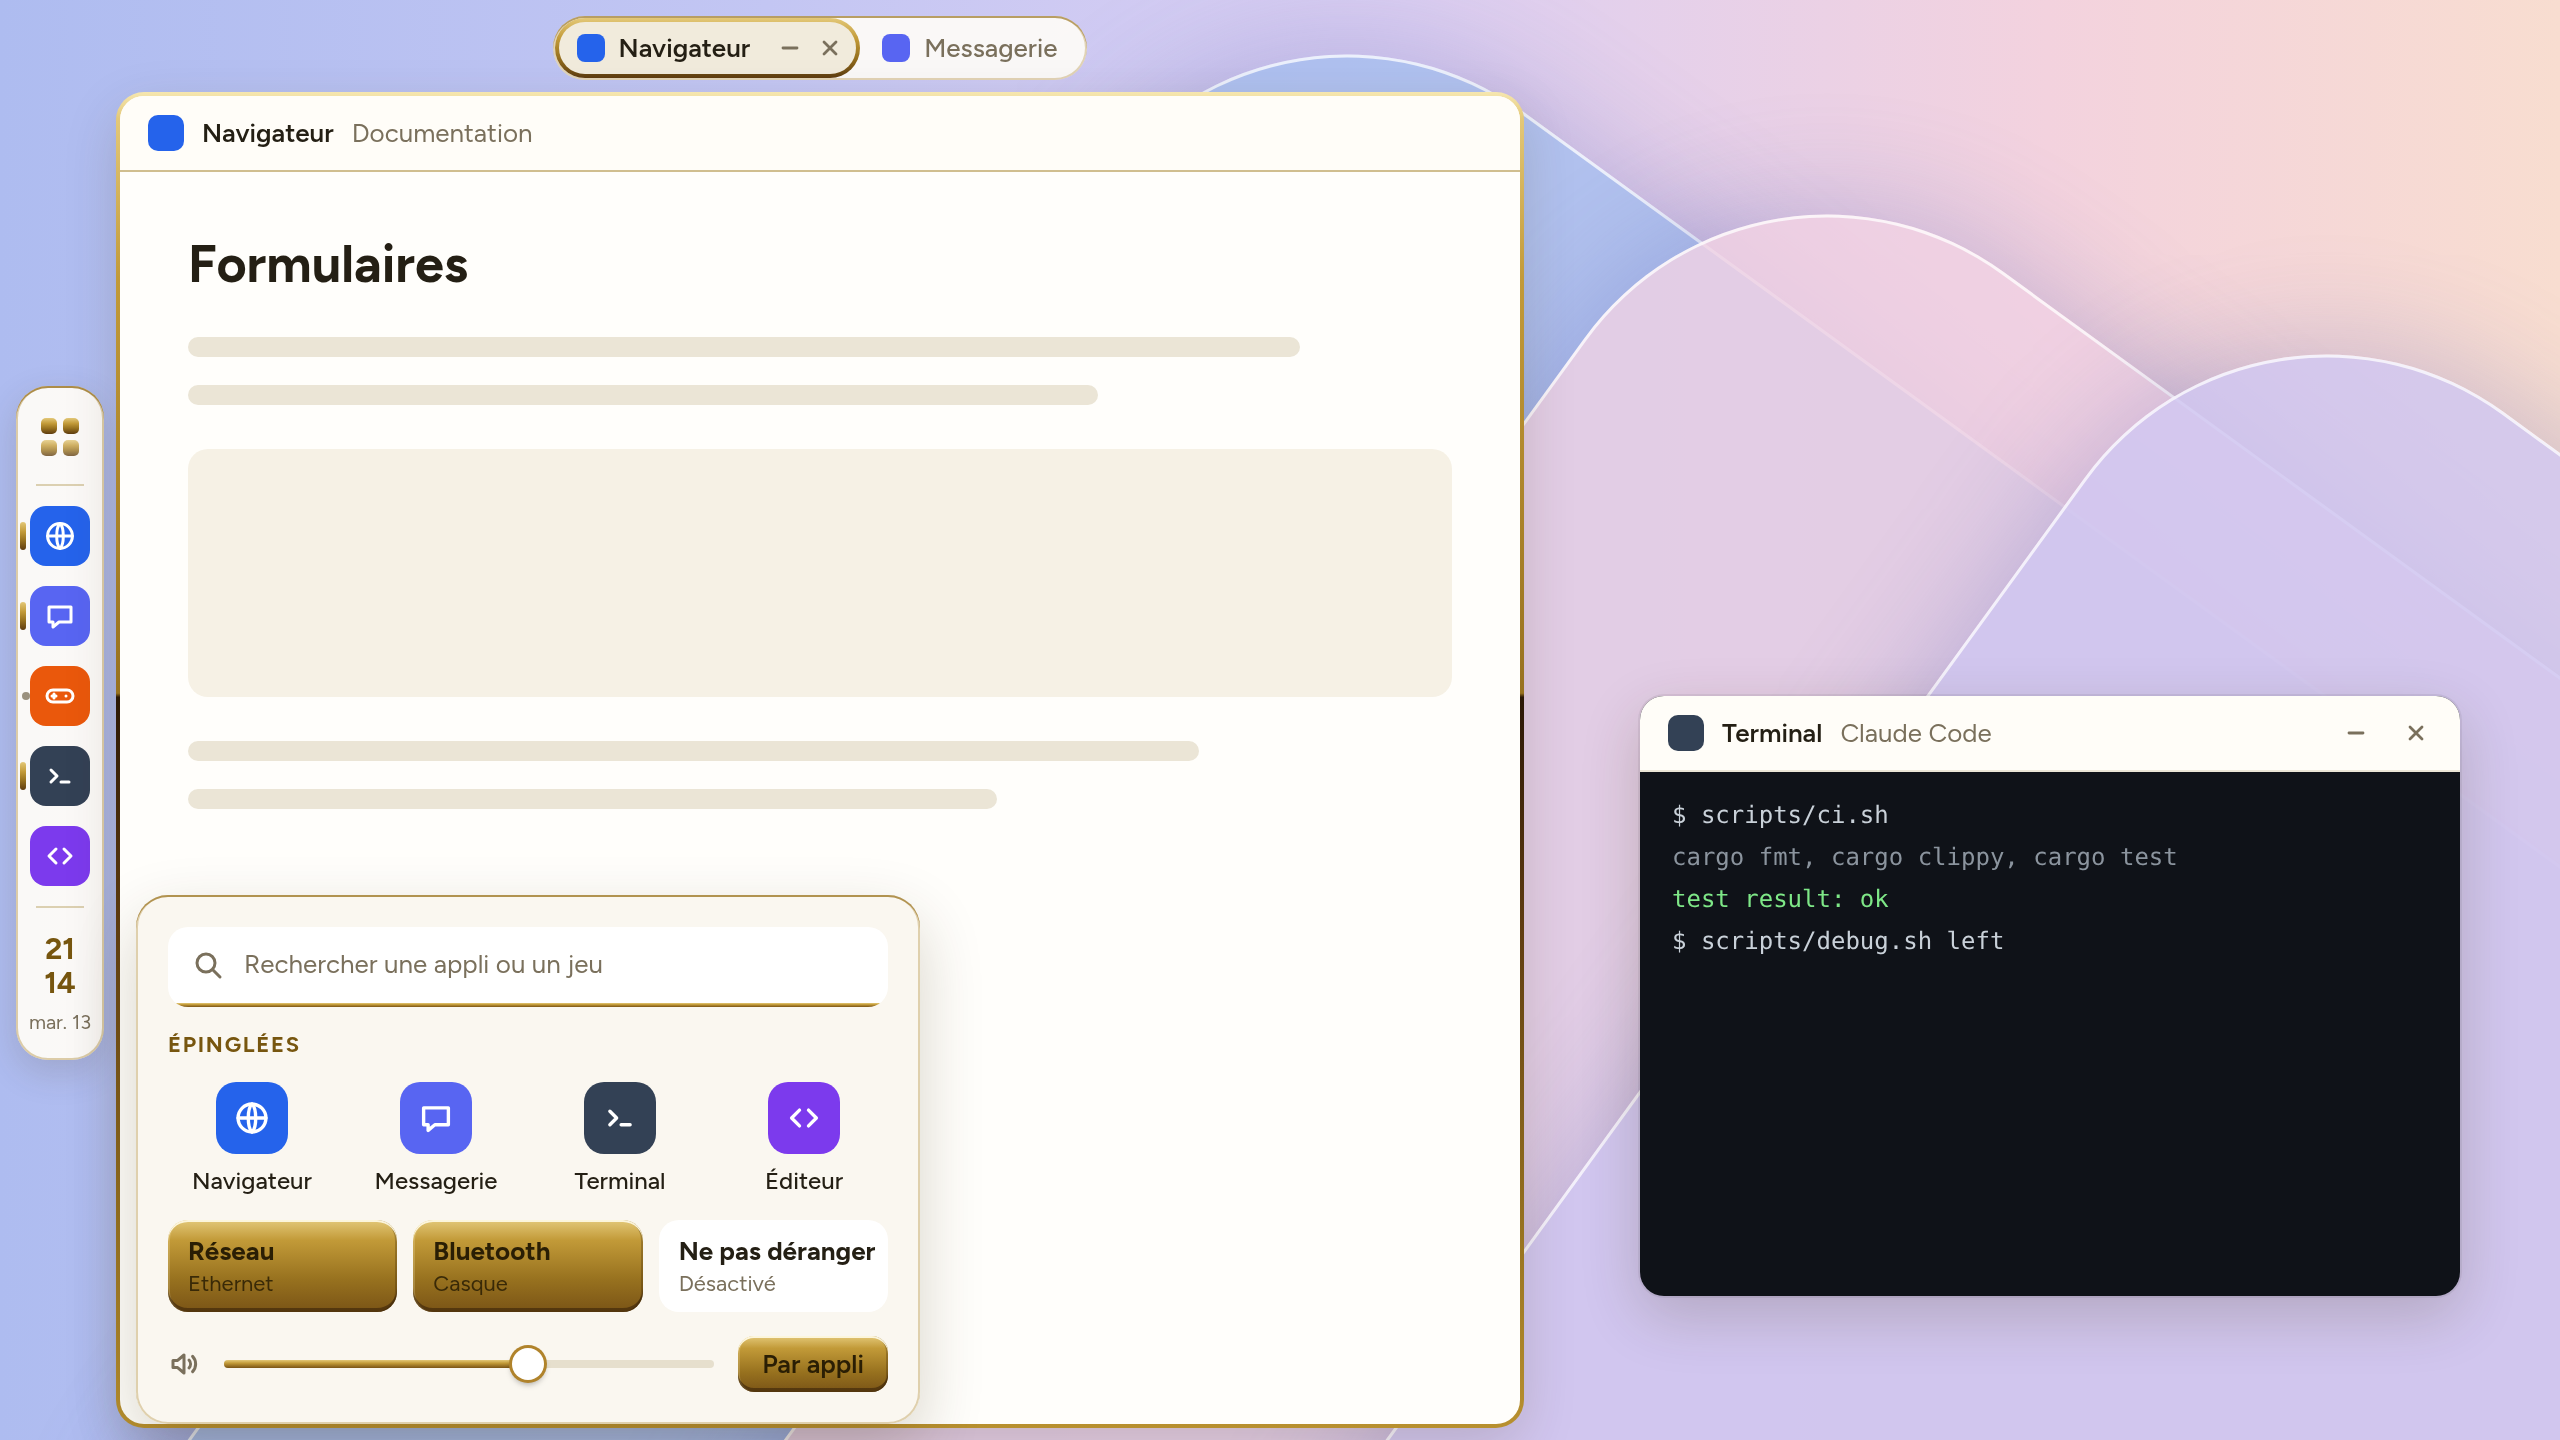 Navigateur
Messagerie
Navigateur Documentation
Formulaires
21
14
mar. 13
Rechercher une appli ou un jeu
ÉPINGLÉES
Navigateur
Messagerie
Terminal
Éditeur
Réseau
Ethernet
Bluetooth
Casque
Ne pas déranger
Désactivé
Par appli
Terminal Claude Code
$ scripts/ci.sh
cargo fmt, cargo clippy, cargo test
test result: ok
$ scripts/debug.sh left